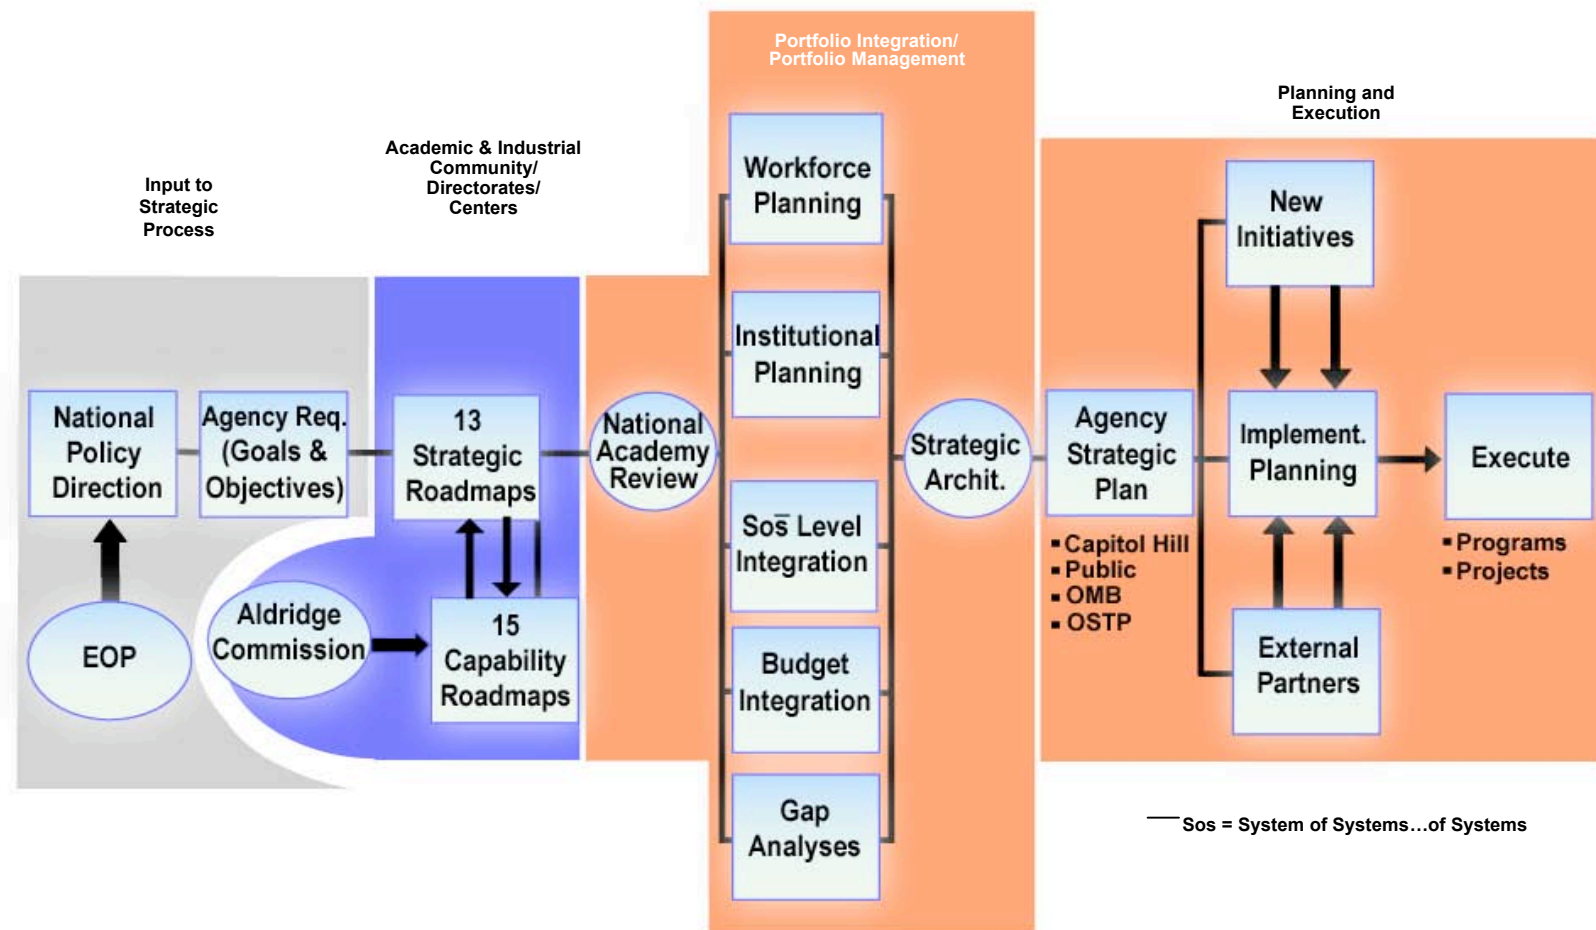 Portfolio Integration/
Portfolio Management
Planning and
Execution
Academic & Industrial
Community/
Directorates/
Centers
Input to
Strategic
Process
National
Policy
Direction
Agency Req.
(Goals &
Objectives)
EOP
Aldridge
Commission
13
Strategic
Roadmaps
15
Capability
Roadmaps
National
Academy
Review
Workforce
Planning
Institutional
Planning
Sos̅ Level
Integration
Budget
Integration
Gap
Analyses
Strategic
Archit.
Agency
Strategic
Plan
▪ Capitol Hill
▪ Public
▪ OMB
▪ OSTP
New
Initiatives
Implement.
Planning
External
Partners
Execute
▪ Programs
▪ Projects
Sos = System of Systems…of Systems